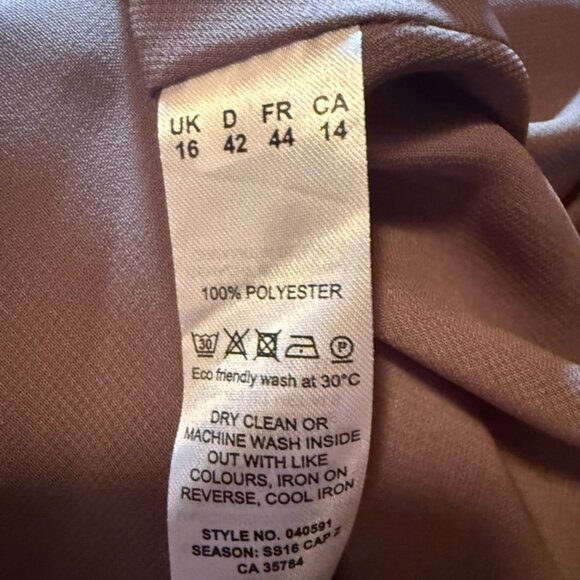 UK D FR CA
16 42 44 14
100% POLYESTER
30 P
Eco friendly wash at 30°C
DRY CLEAN OR
MACHINE WASH INSIDE
OUT WITH LIKE
COLOURS, IRON ON
REVERSE, COOL IRON
STYLE NO. 040591
SEASON: SS16 CAP 2
CA 35784